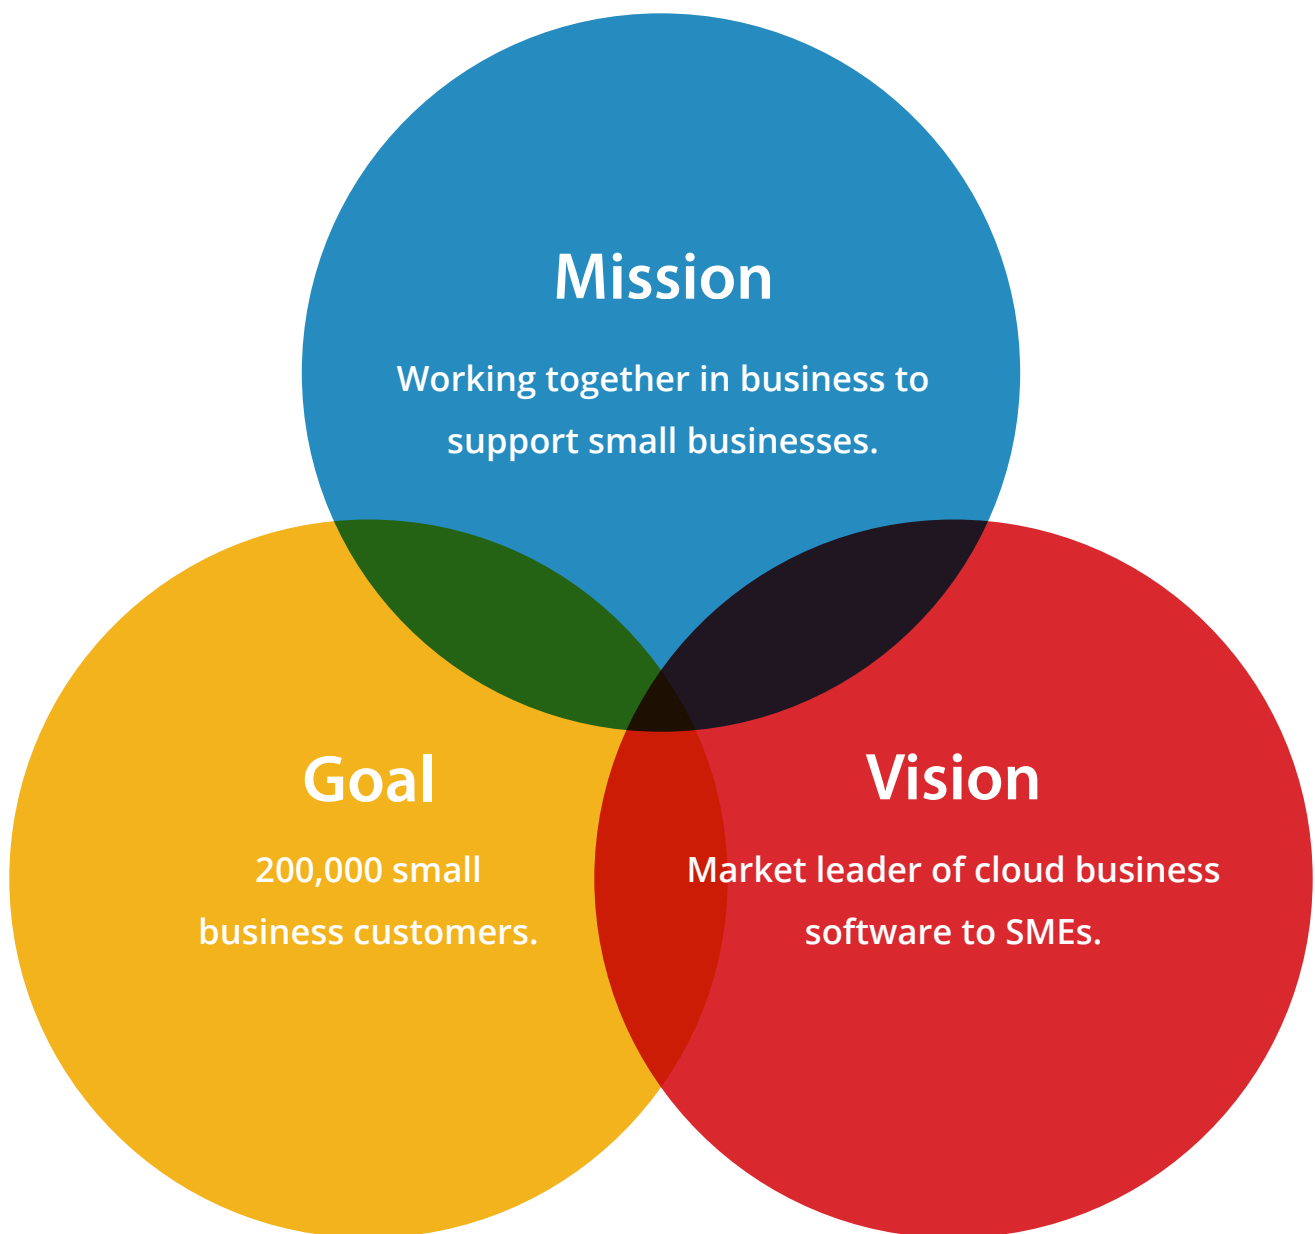 Mission
Working together in business to
support small businesses.
Goal
200,000 small
business customers.
Vision
Market leader of cloud business
software to SMEs.